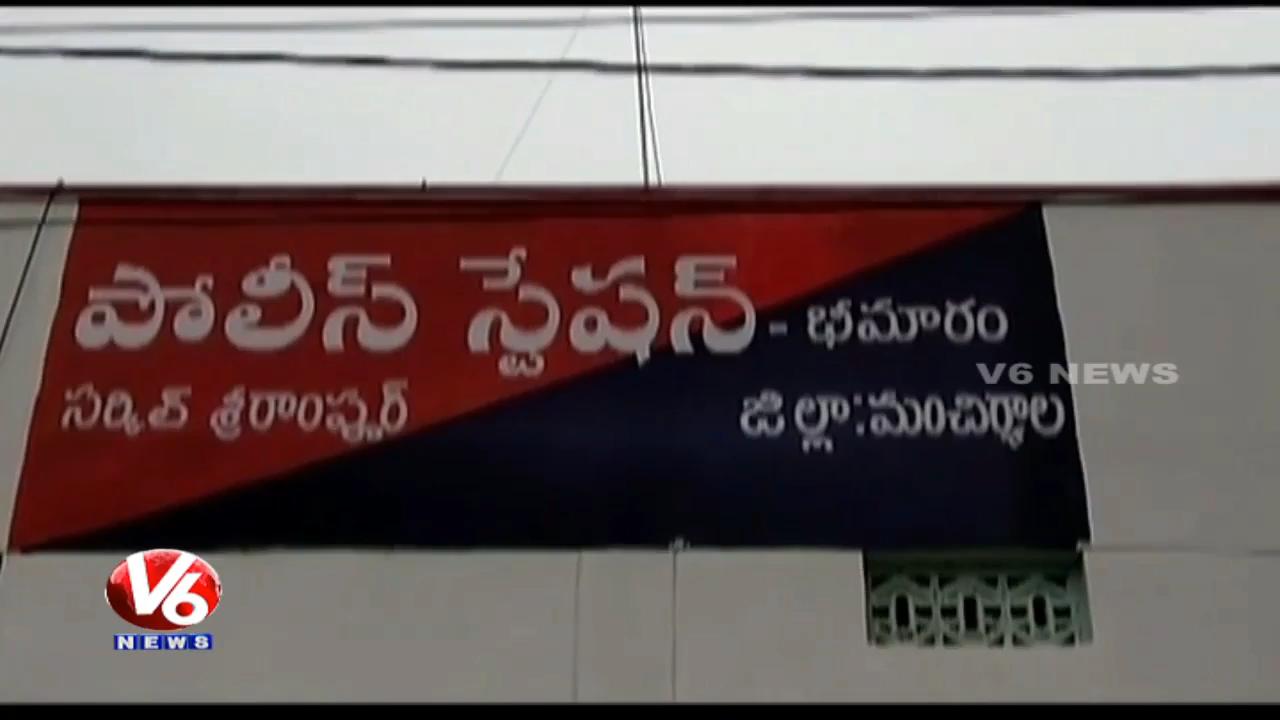 పోలీస్ స్టేషన్ - భీమారం
సర్కిల్ శ్రీరాంపూర్ జిల్లా:మంచిర్యాల
V6 NEWS
V6
NEWS